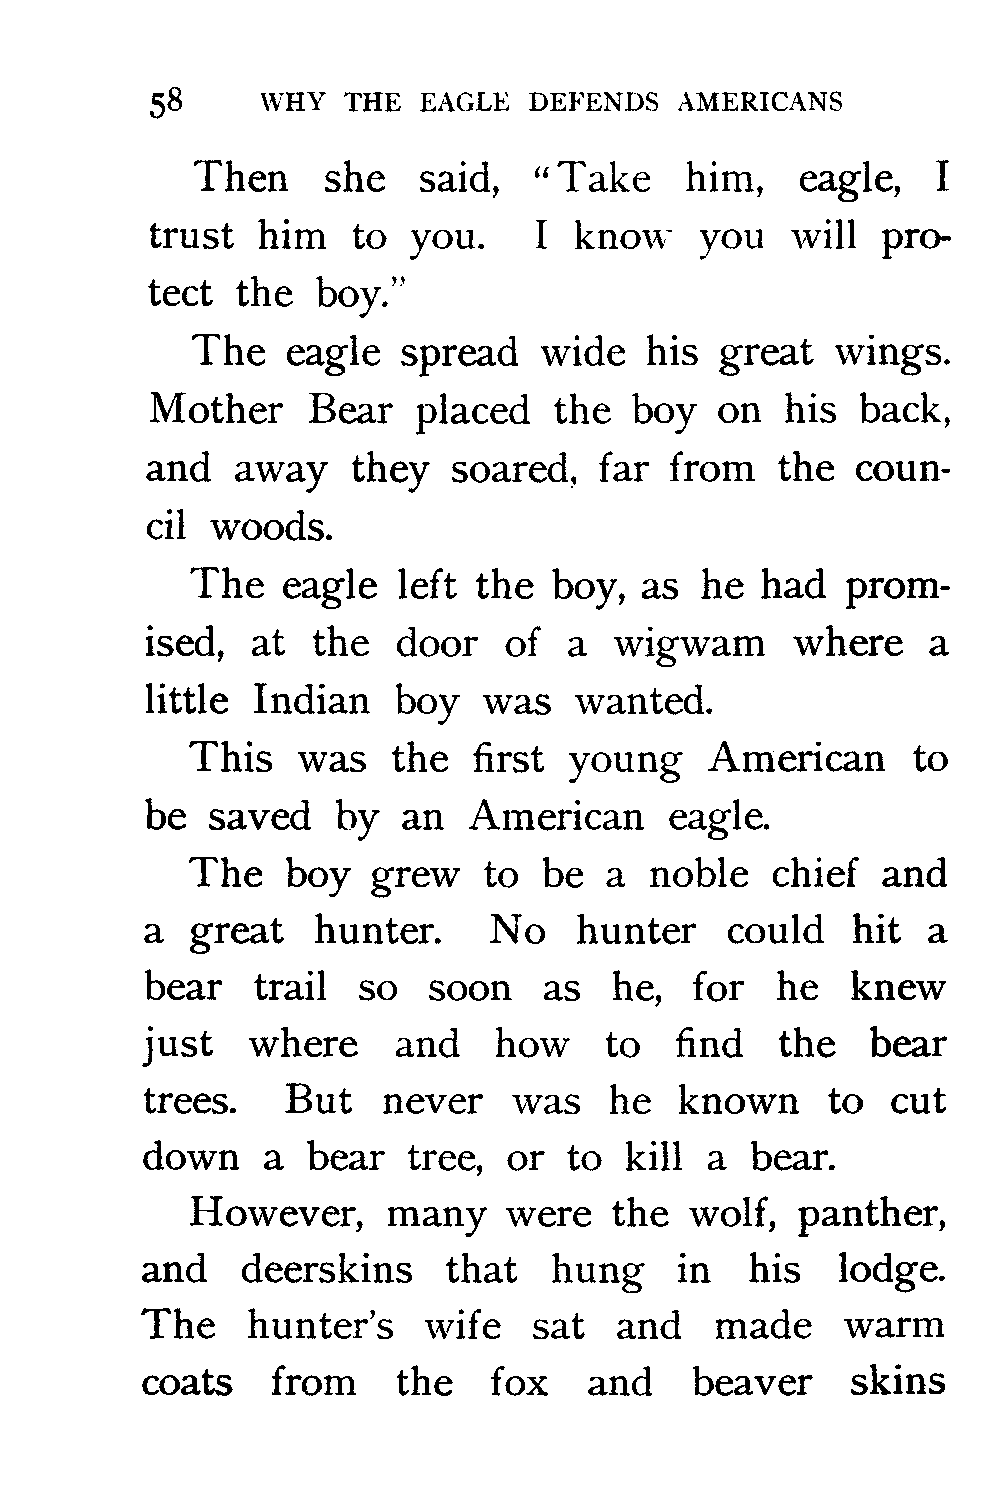 58 WHY THE EAGLE DEFENDS AMERICANS
Then she said, "Take him, eagle, I
trust him to you. I know you will pro-
tect the boy."
The eagle spread wide his great wings.
Mother Bear placed the boy on his back,
and away they soared, far from the coun-
cil woods.
The eagle left the boy, as he had prom-
ised, at the door of a wigwam where a
little Indian boy was wanted.
This was the first young American to
be saved by an American eagle.
The boy grew to be a noble chief and
a great hunter. No hunter could hit a
bear trail so soon as he, for he knew
just where and how to find the bear
trees. But never was he known to cut
down a bear tree, or to kill a bear.
However, many were the wolf, panther,
and deerskins that hung in his lodge.
The hunter's wife sat and made warm
coats from the fox and beaver skins